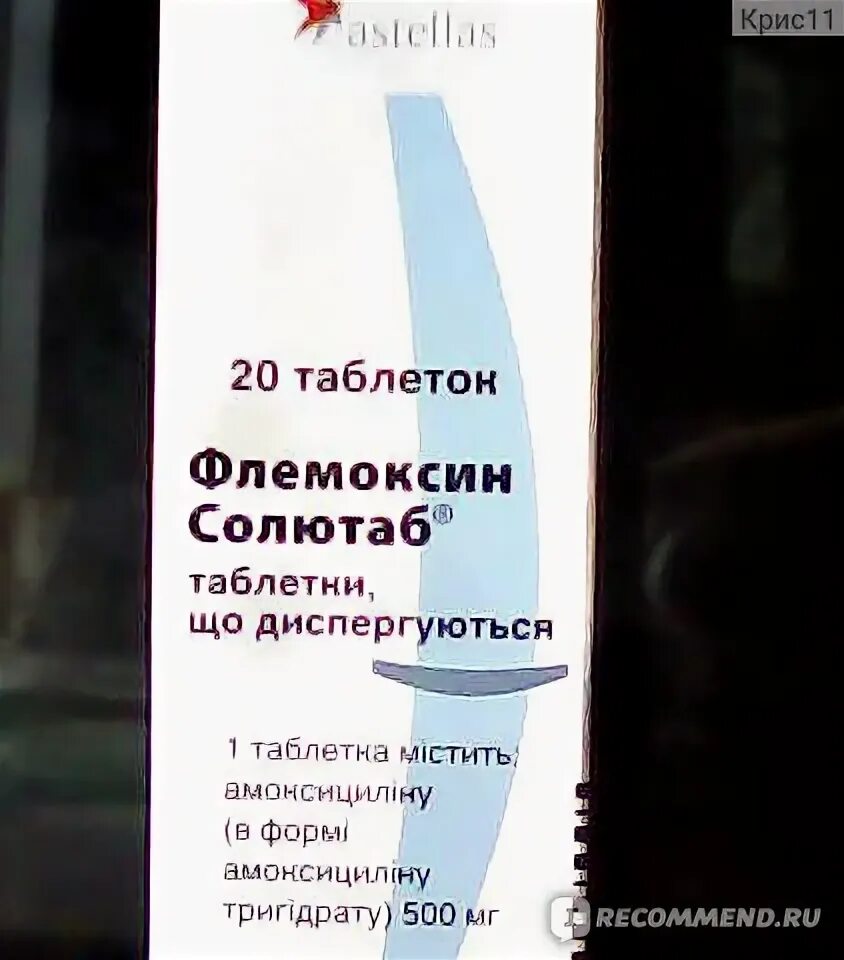 Крис11
astellas
20 таблеток
Флемоксин
Солютаб®
таблетки,
що диспергуються
1 таблетка містить
амоксициліну
(в формі
амоксициліну
тригідрату) 500 мг
RECOMMEND.RU